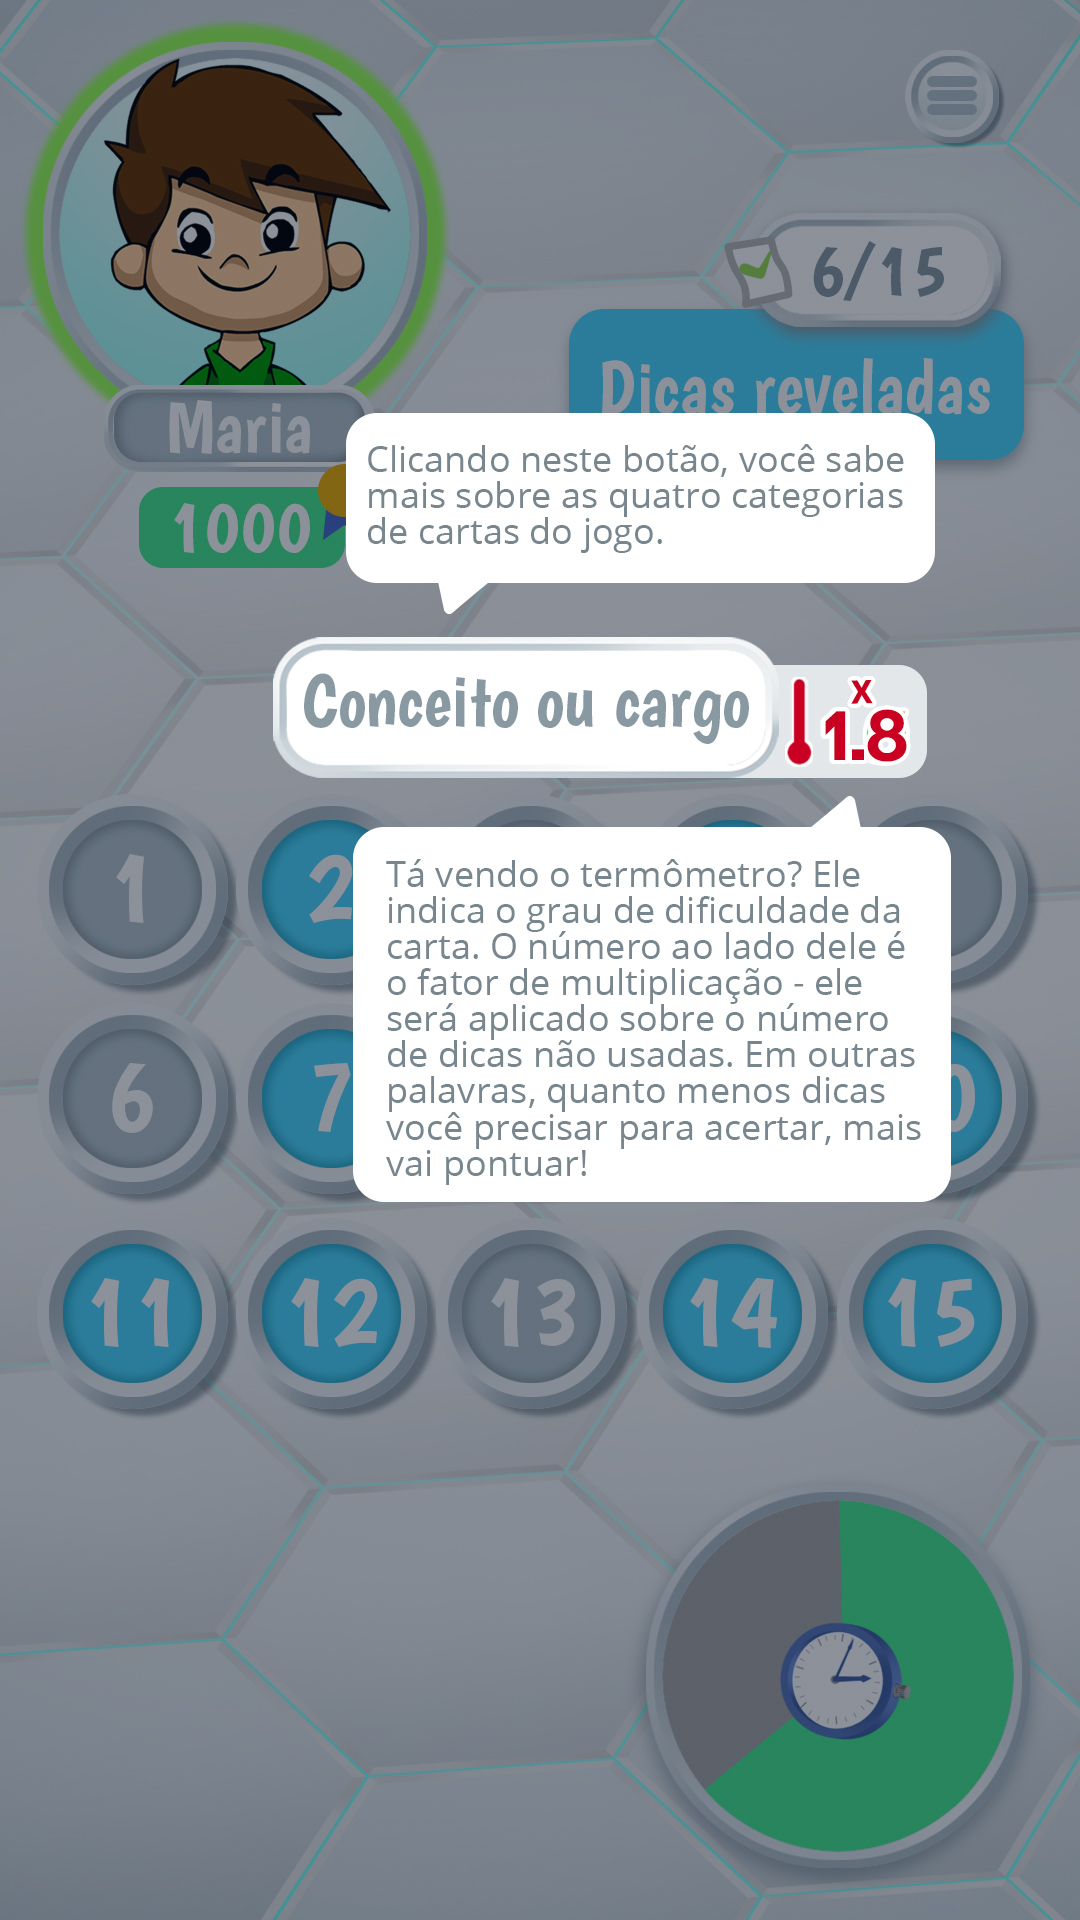 6/15
Dicas reveladas
Maria
1000
Clicando neste botão, você sabe
mais sobre as quatro categorias
de cartas do jogo.
Conceito ou cargo
x
1.8
1
2
Tá vendo o termômetro? Ele
indica o grau de dificuldade da
carta. O número ao lado dele é
o fator de multiplicação - ele
será aplicado sobre o número
de dicas não usadas. Em outras
palavras, quanto menos dicas
você precisar para acertar, mais
vai pontuar!
6
7
0
11
12
13
14
15